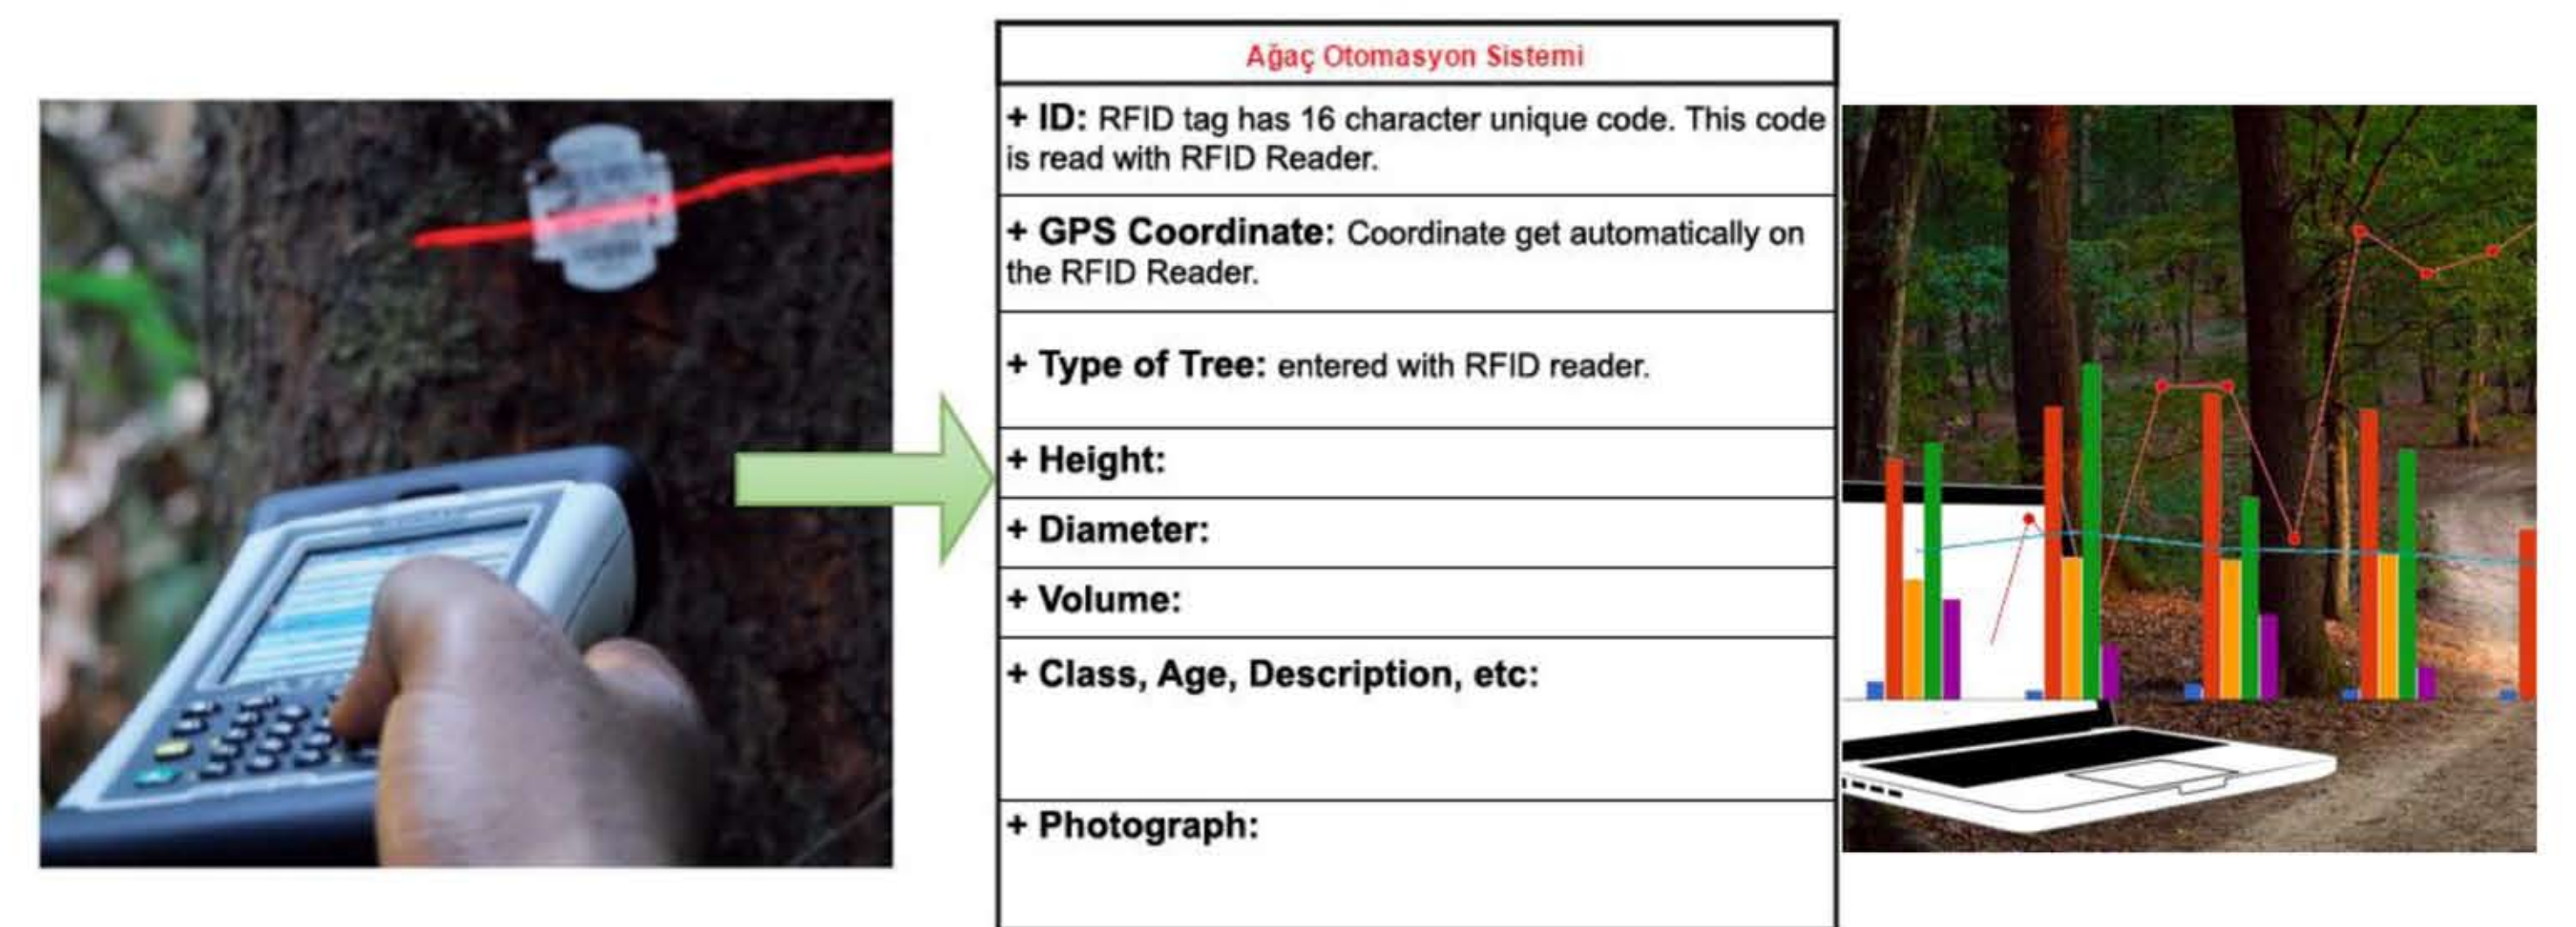 Ağaç Otomasyon Sistemi
+ ID: RFID tag has 16 character unique code. This code
is read with RFID Reader.
+ GPS Coordinate: Coordinate get automatically on
the RFID Reader.
+ Type of Tree: entered with RFID reader.
+ Height:
+ Diameter:
+ Volume:
+ Class, Age, Description, etc:
+ Photograph: